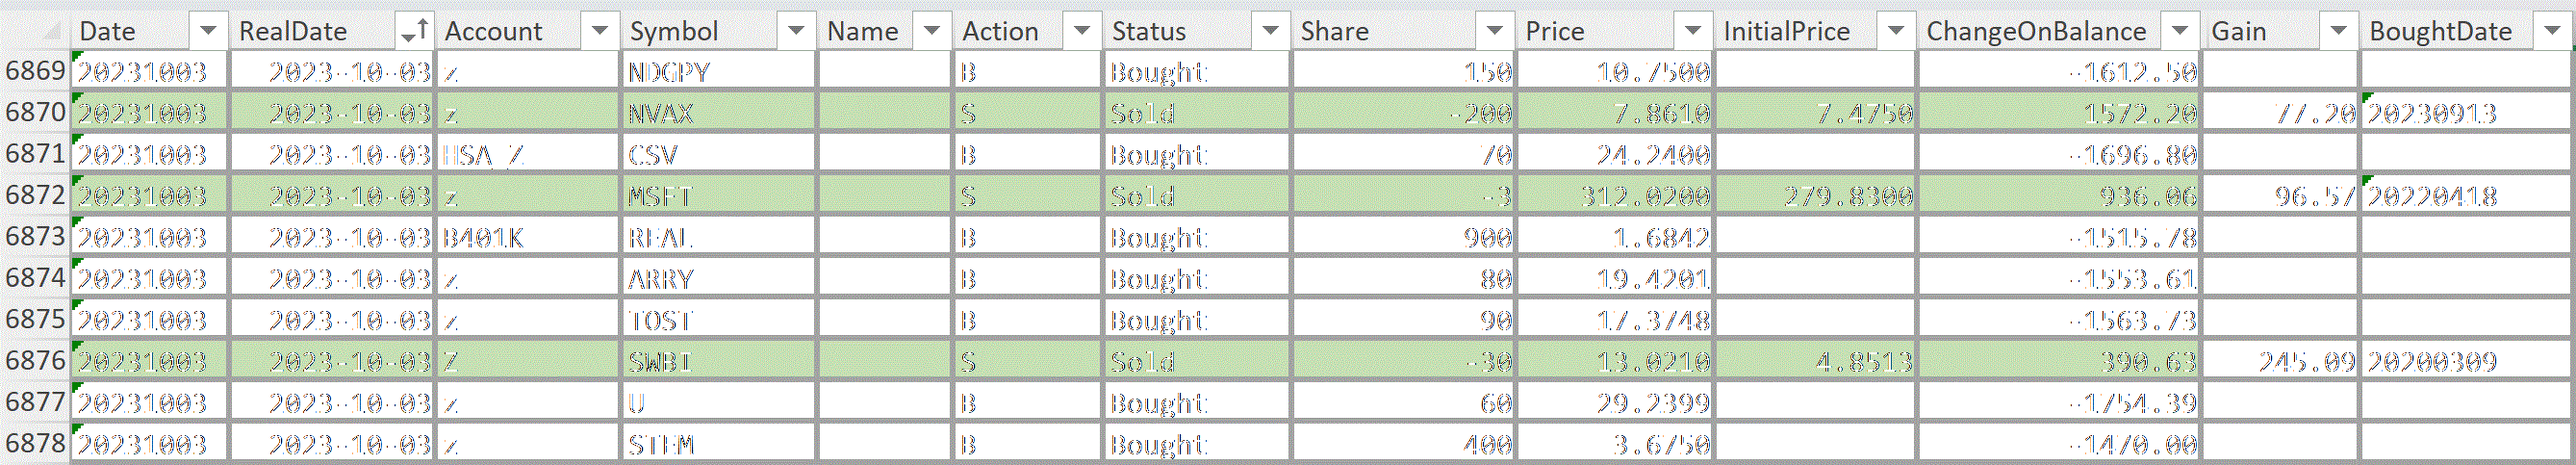 Date RealDate Account Symbol Name Action Status Share Price InitialPrice ChangeOnBalance Gain BoughtDate
6869 20231003 2023-10-03 z NDGPY B Bought 150 10.7500 -1612.50
6870 20231003 2023-10-03 z NVAX S Sold -200 7.8610 7.4750 1572.20 77.20 20230913
6871 20231003 2023-10-03 HSA_Z CSV B Bought 70 24.2400 -1696.80
6872 20231003 2023-10-03 z MSFT S Sold -3 312.0200 279.8300 936.06 96.57 20220418
6873 20231003 2023-10-03 B401K REAL B Bought 900 1.6842 -1515.78
6874 20231003 2023-10-03 z ARRY B Bought 80 19.4201 -1553.61
6875 20231003 2023-10-03 z TOST B Bought 90 17.3748 -1563.73
6876 20231003 2023-10-03 Z SWBI S Sold -30 13.0210 4.8513 390.63 245.09 20200309
6877 20231003 2023-10-03 z U B Bought 60 29.2399 -1754.39
6878 20231003 2023-10-03 z STEM B Bought 400 3.6750 -1470.00